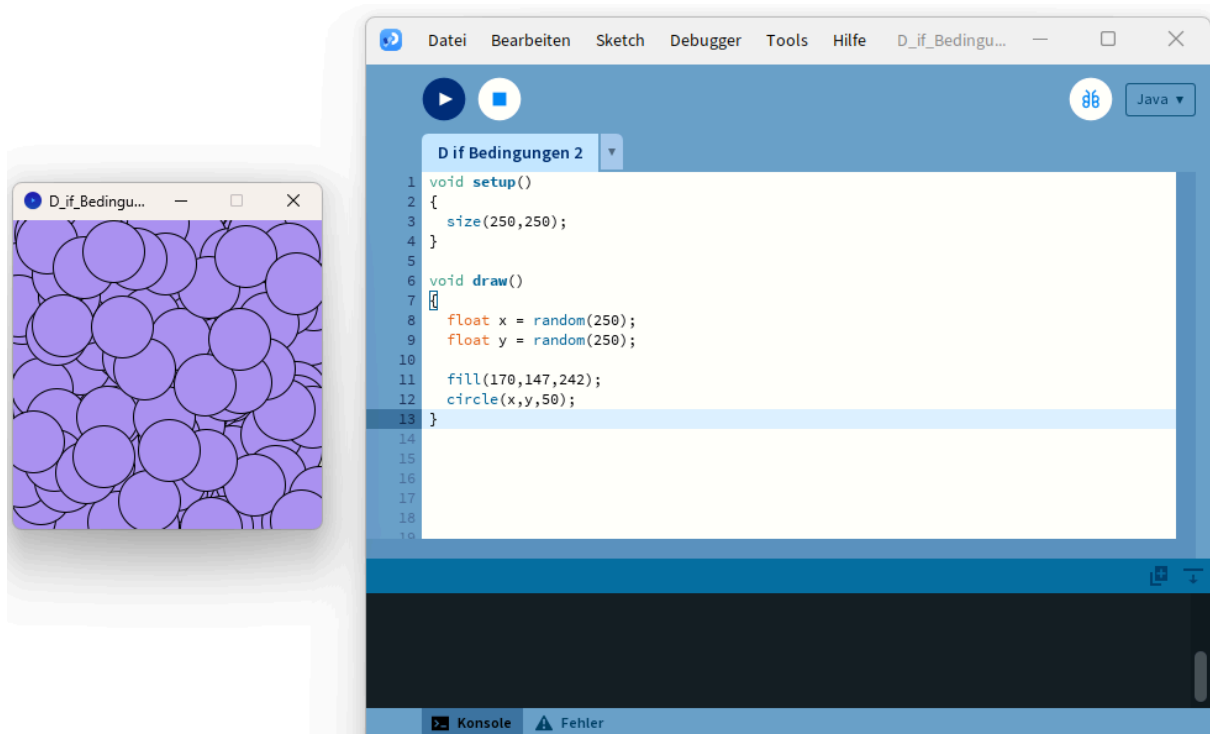 Datei Bearbeiten Sketch Debugger Tools Hilfe D_if_Bedingu...
Java ▾
D if Bedingungen 2 ▾
D_if_Bedingu...
1 void setup()
2 {
3   size(250,250);
4 }
5
6 void draw()
7 {
8   float x = random(250);
9   float y = random(250);
10
11   fill(170,147,242);
12   circle(x,y,50);
13 }
14
15
16
17
18
19
Konsole Fehler